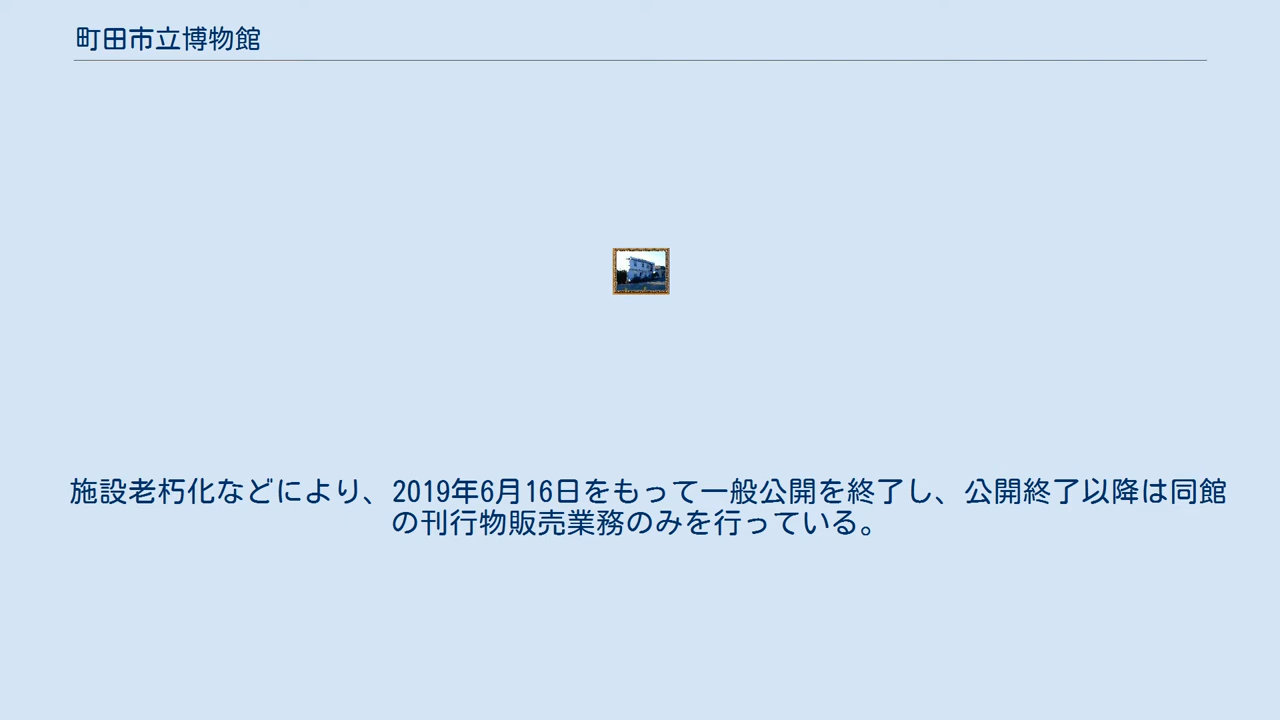 町田市立博物館
施設老朽化などにより、2019年6月16日をもって一般公開を終了し、公開終了以降は同館
の刊行物販売業務のみを行っている。